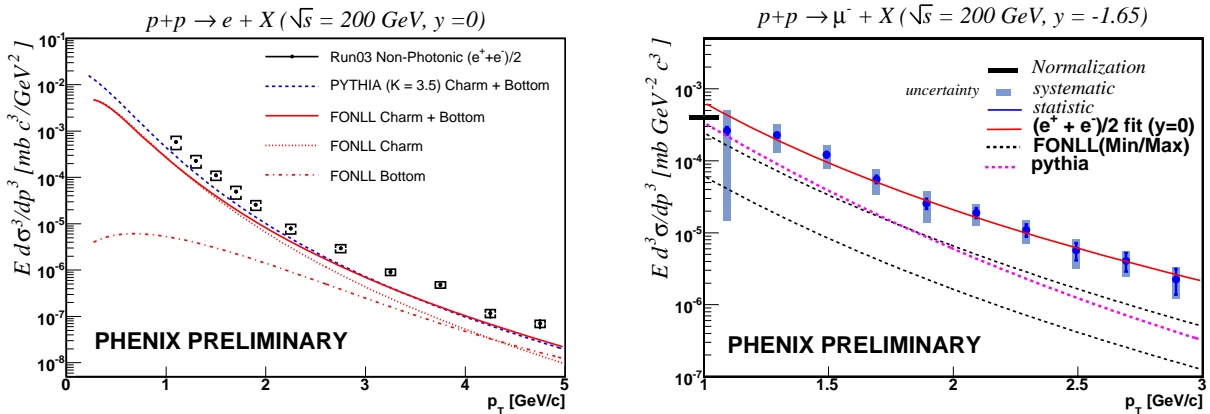 p+p → e + X (√s = 200 GeV, y =0)
E dσ³/dp³ [mb c³/GeV²]
10⁻¹
10⁻²
10⁻³
10⁻⁴
10⁻⁵
10⁻⁶
10⁻⁷
10⁻⁸
Run03 Non-Photonic (e⁺+e⁻)/2
PYTHIA (K = 3.5) Charm + Bottom
FONLL Charm + Bottom
FONLL Charm
FONLL Bottom
PHENIX PRELIMINARY
0 1 2 3 4 5
p_T [GeV/c]
p+p → μ⁻ + X (√s = 200 GeV, y = -1.65)
E d³σ/dp³ [mb GeV⁻² c³]
10⁻³
10⁻⁴
10⁻⁵
10⁻⁶
10⁻⁷
Normalization
uncertainty systematic
statistic
(e⁺ + e⁻)/2 fit (y=0)
FONLL(Min/Max)
pythia
PHENIX PRELIMINARY
1 1.5 2 2.5 3
p_T [GeV/c]